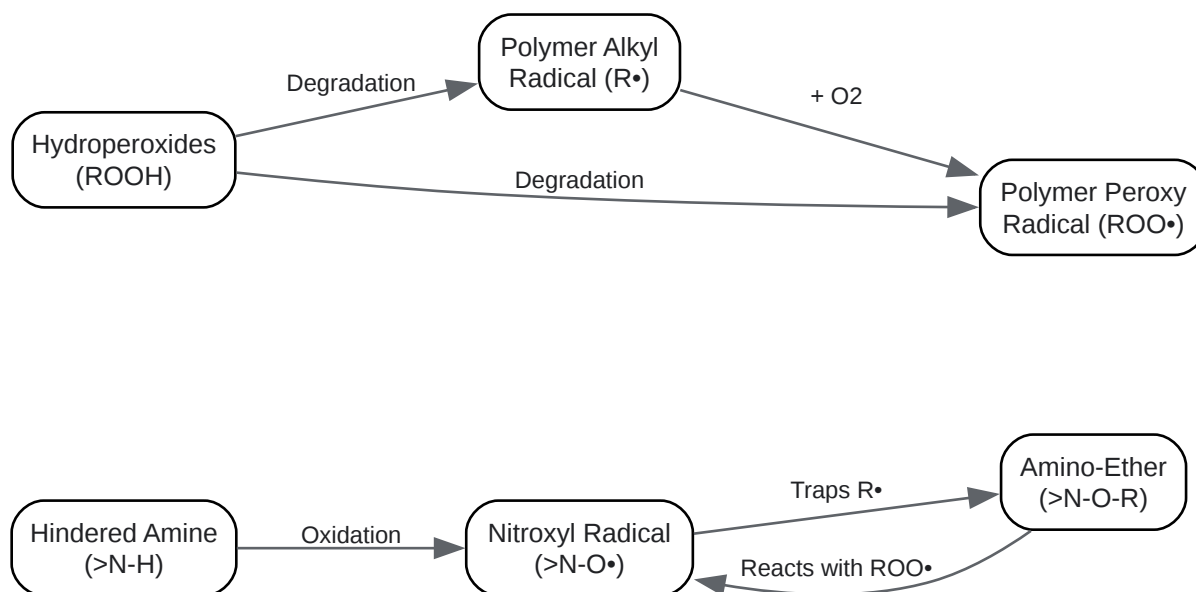 Polymer Alkyl
Radical (R•)
Degradation
+ O2
Hydroperoxides
(ROOH)
Degradation
Polymer Peroxy
Radical (ROO•)
Amino-Ether
(>N-O-R)
Traps R•
Hindered Amine
(>N-H)
Oxidation
Nitroxyl Radical
(>N-O•)
Reacts with ROO•